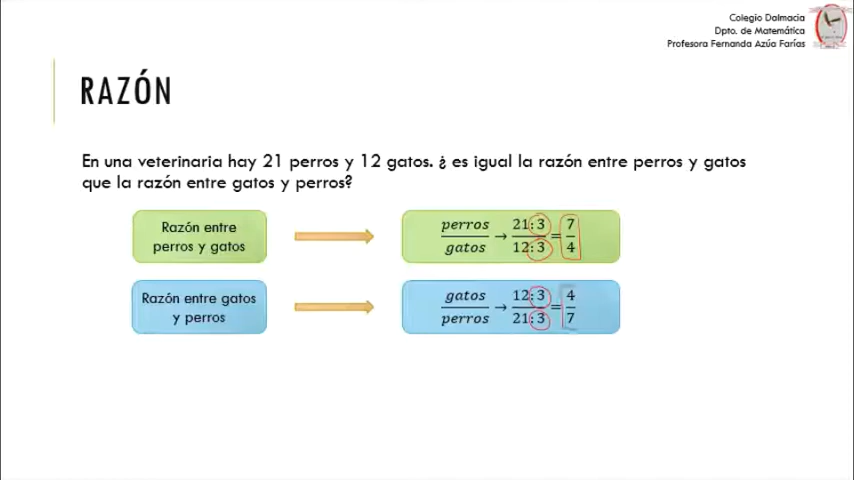 Colegio Dalmacia
Dpto. de Matemática
Profesora Fernanda Azúa Farías
RAZÓN
En una veterinaria hay 21 perros y 12 gatos. ¿ es igual la razón entre perros y gatos
que la razón entre gatos y perros?
Razón entre
perros y gatos
perros/gatos → 21:3/12:3 = 7/4
Razón entre gatos
y perros
gatos/perros → 12:3/21:3 = 4/7